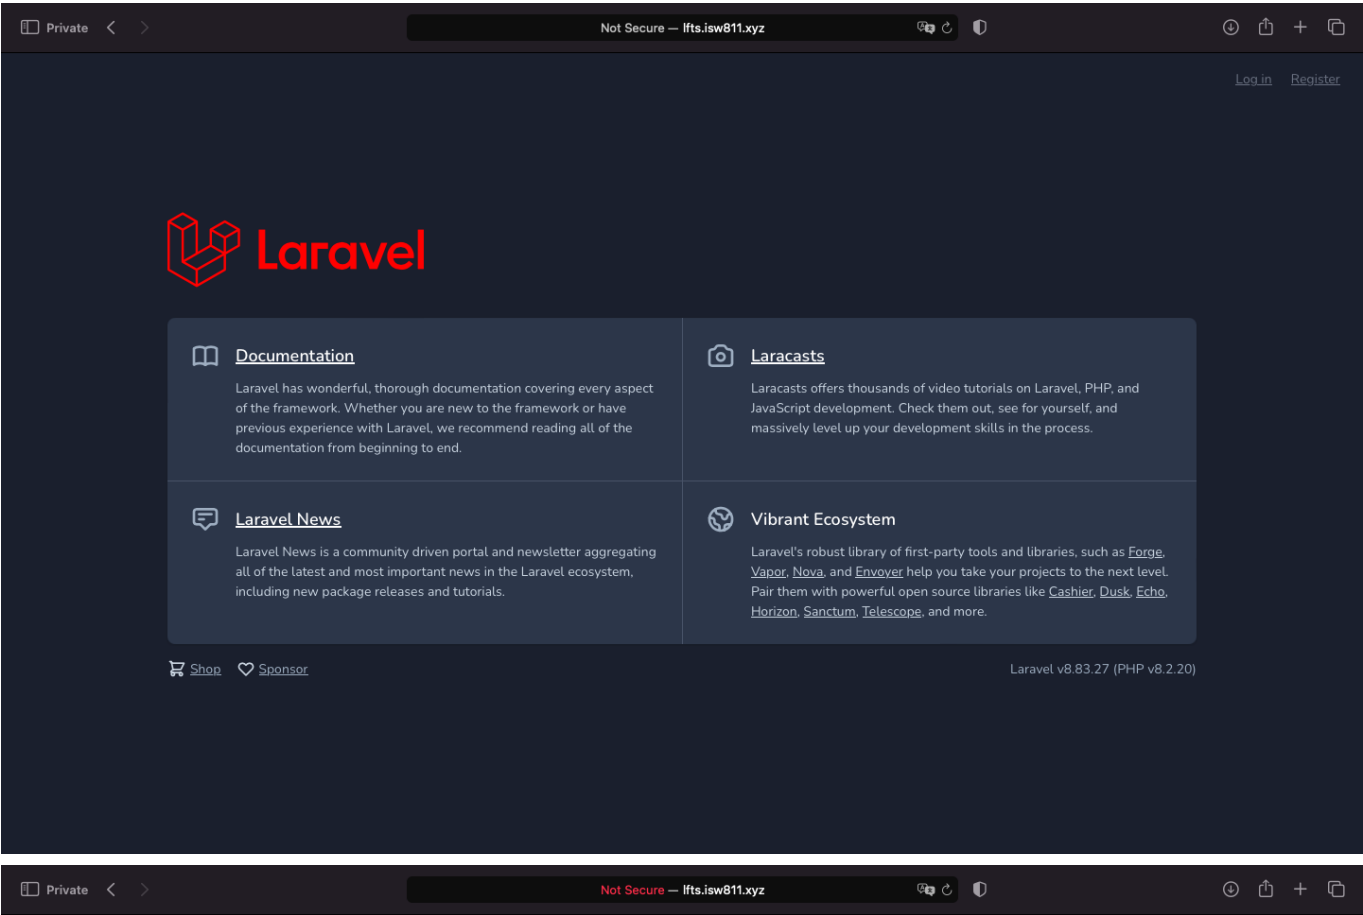 Private
Not Secure — lfts.isw811.xyz
Log in Register
Laravel
Documentation
Laravel has wonderful, thorough documentation covering every aspect
of the framework. Whether you are new to the framework or have
previous experience with Laravel, we recommend reading all of the
documentation from beginning to end.
Laracasts
Laracasts offers thousands of video tutorials on Laravel, PHP, and
JavaScript development. Check them out, see for yourself, and
massively level up your development skills in the process.
Laravel News
Laravel News is a community driven portal and newsletter aggregating
all of the latest and most important news in the Laravel ecosystem,
including new package releases and tutorials.
Vibrant Ecosystem
Laravel's robust library of first-party tools and libraries, such as Forge,
Vapor, Nova, and Envoyer help you take your projects to the next level.
Pair them with powerful open source libraries like Cashier, Dusk, Echo,
Horizon, Sanctum, Telescope, and more.
Shop Sponsor
Laravel v8.83.27 (PHP v8.2.20)
Private
Not Secure — lfts.isw811.xyz